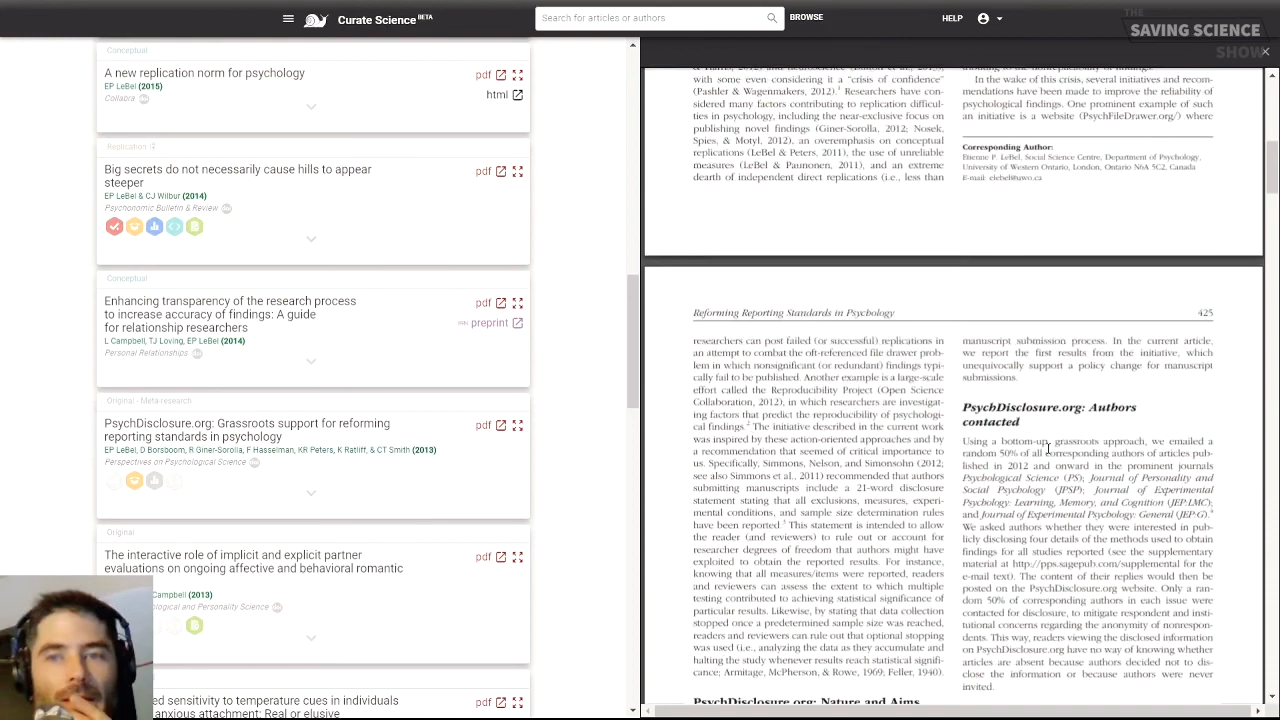 Curate Science BETA
Search for articles or authors
BROWSE
HELP
THE
SAVING SCIENCE
SHOW
Conceptual
A new replication norm for psychology
EP LeBel (2015)
Collabra
pdf
html
Replication
Big secrets do not necessarily cause hills to appear
steeper
EP LeBel & CJ Wilbur (2014)
Psychonomic Bulletin & Review
pdf
Conceptual
Enhancing transparency of the research process
to increase accuracy of findings: A guide
for relationship researchers
L Campbell, TJ Loving, EP LeBel (2014)
Personal Relationships
pdf
preprint
Original - Meta research
PsychDisclosure.org: Grassroots support for reforming
reporting standards in psychology
EP LeBel, D Borsboom, R Giner-Sorolla, F Hasselman, KR Peters, K Ratliff, & CT Smith (2013)
Perspectives on Psychological Science
pdf
Original
The interactive role of implicit and explicit partner
evaluations on ongoing affective and behavioral romantic
Campbell (2013)
ological and Personality Science
pdf
ed sensitivity to temperature cues in individuals
anxious attachment: Real or elusive
pdf
with some even considering it a “crisis of confidence”
(Pashler & Wagenmakers, 2012).1 Researchers have con-
sidered many factors contributing to replication difficul-
ties in psychology, including the near-exclusive focus on
publishing novel findings (Giner-Sorolla, 2012; Nosek,
Spies, & Motyl, 2012), an overemphasis on conceptual
replications (LeBel & Peters, 2011), the use of unreliable
measures (LeBel & Paunonen, 2011), and an extreme
dearth of independent direct replications (i.e., less than
In the wake of this crisis, several initiatives and recom-
mendations have been made to improve the reliability of
psychological findings. One prominent example of such
an initiative is a website (PsychFileDrawer.org/) where
Corresponding Author:
Etienne P. LeBel, Social Science Centre, Department of Psychology,
University of Western Ontario, London, Ontario N6A 5C2, Canada
E-mail: elebel@uwo.ca
Reforming Reporting Standards in Psychology 425
researchers can post failed (or successful) replications in
an attempt to combat the oft-referenced file drawer prob-
lem in which nonsignificant (or redundant) findings typi-
cally fail to be published. Another example is a large-scale
effort called the Reproducibility Project (Open Science
Collaboration, 2012), in which researchers are investigat-
ing factors that predict the reproducibility of psychologi-
cal findings.2 The initiative described in the current work
was inspired by these action-oriented approaches and by
a recommendation that seemed of critical importance to
us. Specifically, Simmons, Nelson, and Simonsohn (2012;
see also Simmons et al., 2011) recommended that authors
submitting manuscripts include a 21-word disclosure
statement stating that all exclusions, measures, experi-
mental conditions, and sample size determination rules
have been reported.3 This statement is intended to allow
the reader (and reviewers) to rule out or account for
researcher degrees of freedom that authors might have
exploited to obtain the reported results. For instance,
knowing that all measures/items were reported, readers
and reviewers can assess the extent to which multiple
testing contributed to achieving statistical significance of
particular results. Likewise, by stating that data collection
stopped once a predetermined sample size was reached,
readers and reviewers can rule out that optional stopping
was used (i.e., analyzing the data as they accumulate and
halting the study whenever results reach statistical signifi-
cance; Armitage, McPherson, & Rowe, 1969; Feller, 1940).
PsychDisclosure.org: Nature and Aims
manuscript submission process. In the current article,
we report the first results from the initiative, which
unequivocally support a policy change for manuscript
submissions.
PsychDisclosure.org: Authors
contacted
Using a bottom-up, grassroots approach, we emailed a
random 50% of all corresponding authors of articles pub-
lished in 2012 and onward in the prominent journals
Psychological Science (PS); Journal of Personality and
Social Psychology (JPSP); Journal of Experimental
Psychology: Learning, Memory, and Cognition (JEP:LMC);
and Journal of Experimental Psychology: General (JEP:G).4
We asked authors whether they were interested in pub-
licly disclosing four details of the methods used to obtain
findings for all studies reported (see the supplementary
material at http://pps.sagepub.com/supplemental for the
e-mail text). The content of their replies would then be
posted on the PsychDisclosure.org website. Only a ran-
dom 50% of corresponding authors in each issue were
contacted for disclosure, to mitigate respondent and insti-
tutional concerns regarding the anonymity of nonrespon-
dents. This way, readers viewing the disclosed information
on PsychDisclosure.org have no way of knowing whether
articles are absent because authors decided not to dis-
close the information or because authors were never
invited.